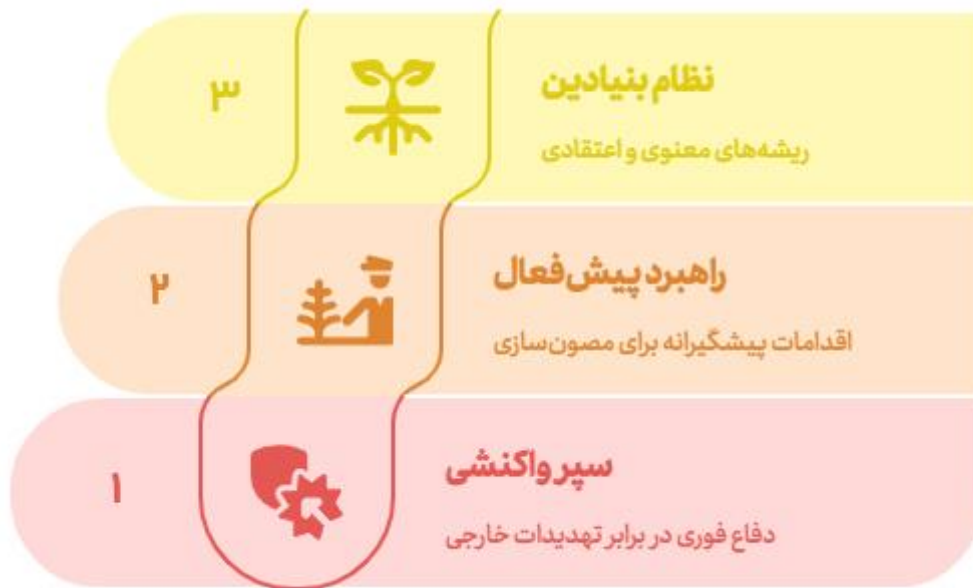 نظام بنیادین
ریشه‌های معنوی و اعتقادی
۳
راهبرد پیش‌فعال
اقدامات پیشگیرانه برای مصون‌سازی
۲
سپر واکنشی
دفاع فوری در برابر تهدیدات خارجی
۱